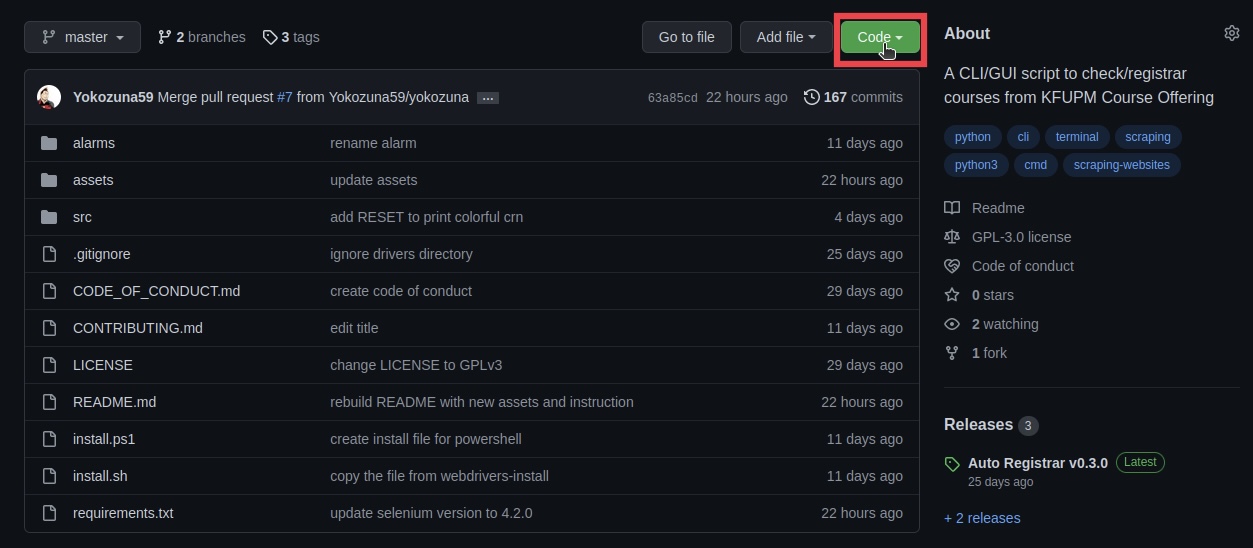 master 2 branches 3 tags Go to file Add file Code
Yokozuna59 Merge pull request #7 from Yokozuna59/yokozuna ... 63a85cd 22 hours ago 167 commits
alarms rename alarm 11 days ago
assets update assets 22 hours ago
src add RESET to print colorful crn 4 days ago
.gitignore ignore drivers directory 25 days ago
CODE_OF_CONDUCT.md create code of conduct 29 days ago
CONTRIBUTING.md edit title 11 days ago
LICENSE change LICENSE to GPLv3 29 days ago
README.md rebuild README with new assets and instruction 22 hours ago
install.ps1 create install file for powershell 11 days ago
install.sh copy the file from webdrivers-install 11 days ago
requirements.txt update selenium version to 4.2.0 22 hours ago
About
A CLI/GUI script to check/registrar
courses from KFUPM Course Offering
python cli terminal scraping
python3 cmd scraping-websites
Readme
GPL-3.0 license
Code of conduct
0 stars
2 watching
1 fork
Releases 3
Auto Registrar v0.3.0 Latest
25 days ago
+ 2 releases